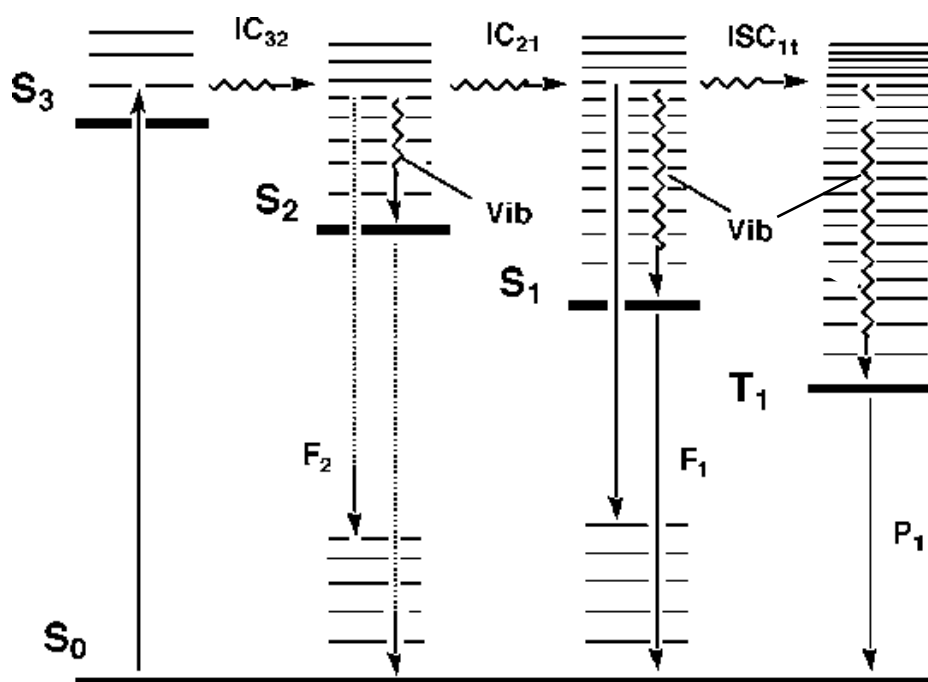 IC₃₂
IC₂₁
ISC₁ₜ
S₃
S₂
Vib
Vib
S₁
T₁
F₂
F₁
P₁
S₀